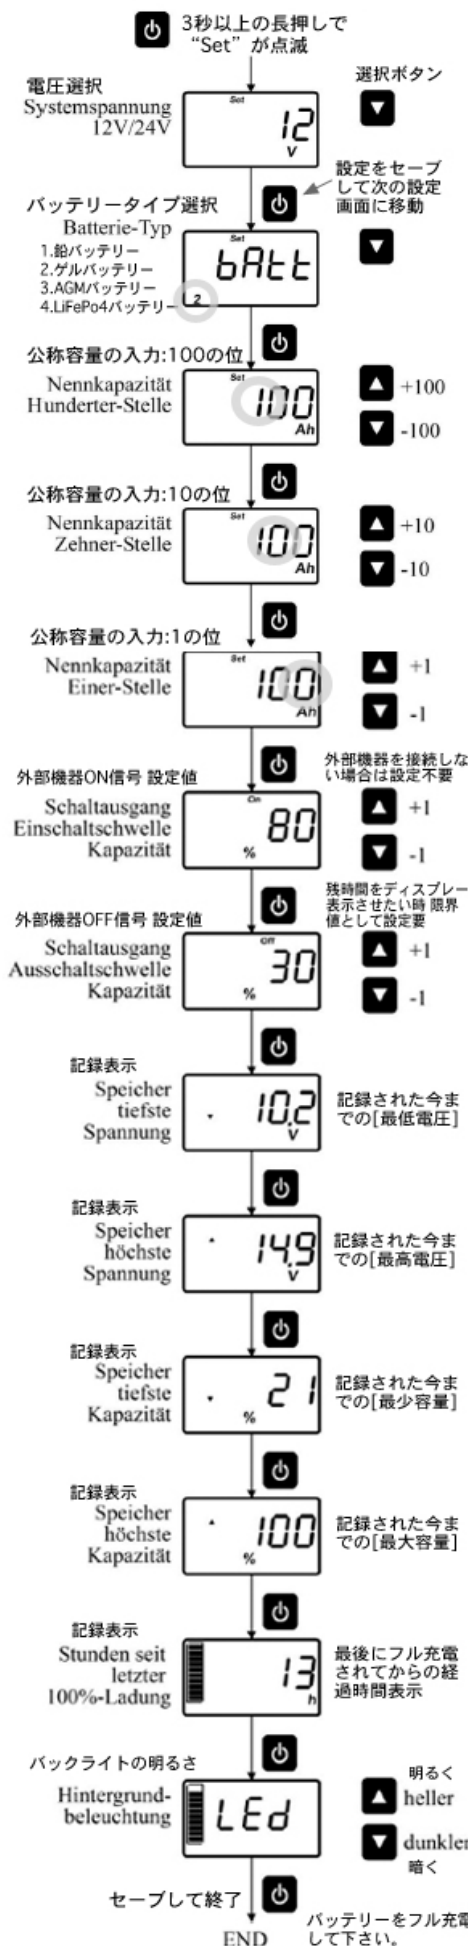 3秒以上の長押しで
“Set” が点滅
電圧選択
Systemspannung
12V/24V
Set
12
V
選択ボタン
設定をセーブ
して次の設定
画面に移動
バッテリータイプ選択
Batterie-Typ
1.鉛バッテリー
2.ゲルバッテリー
3.AGMバッテリー
4.LiFePo4バッテリー
Set
bAtt
2
公称容量の入力:100の位
Nennkapazität
Hunderter-Stelle
Set
100
Ah
+100
-100
公称容量の入力:10の位
Nennkapazität
Zehner-Stelle
Set
100
Ah
+10
-10
公称容量の入力:1の位
Nennkapazität
Einer-Stelle
Set
100
Ah
+1
-1
外部機器ON信号 設定値
Schaltausgang
Einschaltschwelle
Kapazität
On
80
%
外部機器を接続しな
い場合は設定不要
+1
-1
外部機器OFF信号 設定値
Schaltausgang
Ausschaltschwelle
Kapazität
Off
30
%
残時間をディスプレー
表示させたい時 限界
値として設定要
+1
-1
記録表示
Speicher
tiefste
Spannung
10.2
V
記録された今ま
での[最低電圧]
記録表示
Speicher
höchste
Spannung
14.9
V
記録された今ま
での[最高電圧]
記録表示
Speicher
tiefste
Kapazität
21
%
記録された今ま
での[最少容量]
記録表示
Speicher
höchste
Kapazität
100
%
記録された今ま
での[最大容量]
記録表示
Stunden seit
letzter
100%-Ladung
13
h
最後にフル充電
されてからの経
過時間表示
バックライトの明るさ
Hintergrund-
beleuchtung
LEd
明るく
heller
dunkler
暗く
セーブして終了
END
バッテリーをフル充電
して下さい。